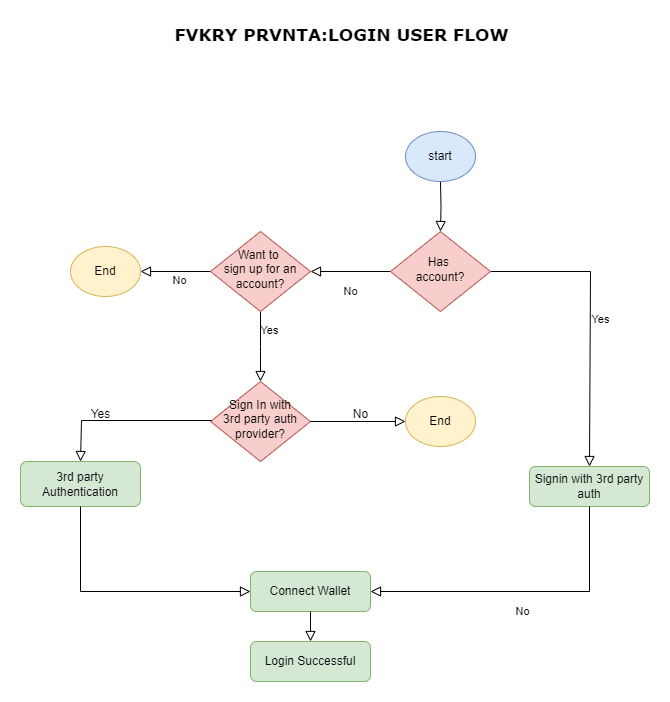 FVKRY PRVNTA:LOGIN USER FLOW
start
Want to
sign up for an
account?
Has
account?
End
No
No
Yes
Yes
Sign In with
3rd party auth
provider?
Yes
No
End
3rd party
Authentication
Signin with 3rd party
auth
Connect Wallet
No
Login Successful